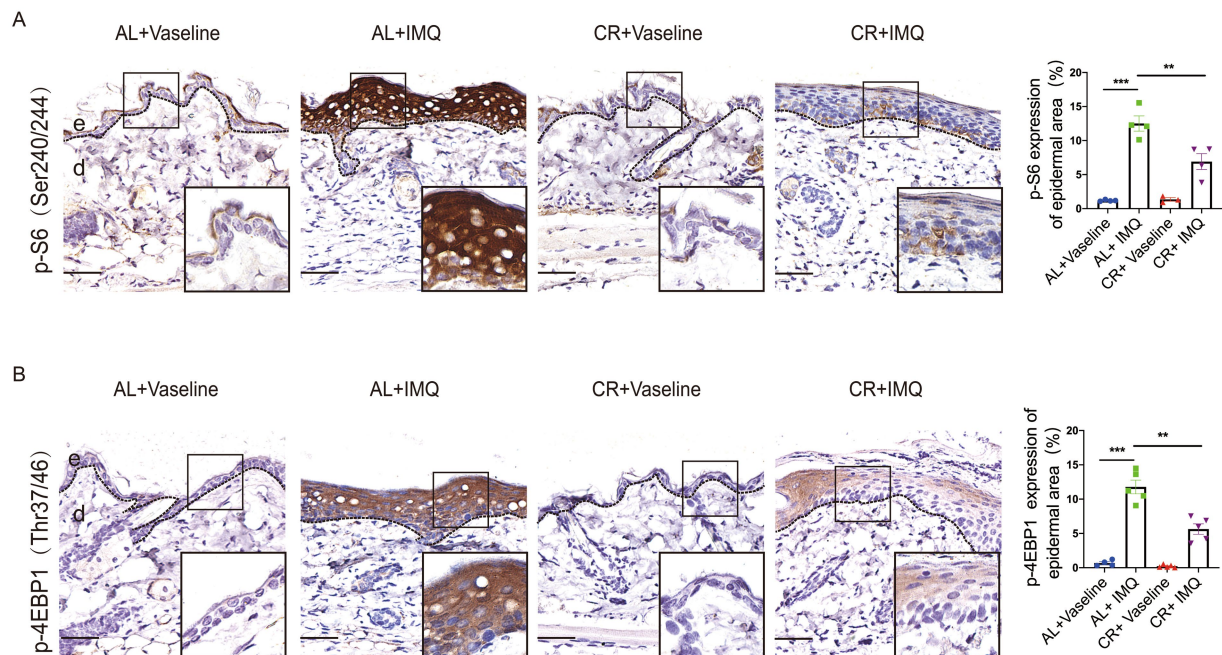 A
AL+Vaseline
AL+IMQ
CR+Vaseline
CR+IMQ
p-S6 (Ser240/244)
e
d
p-S6 expression
of epidermal area (%)
20
15
10
5
0
***
**
AL+Vaseline
AL+ IMQ
CR+ Vaseline
CR+ IMQ
B
AL+Vaseline
AL+IMQ
CR+Vaseline
CR+IMQ
p-4EBP1 (Thr37/46)
e
d
p-4EBP1 expression of
epidermal area (%)
20
15
10
5
0
***
**
AL+Vaseline
AL+ IMQ
CR+ Vaseline
CR+ IMQ